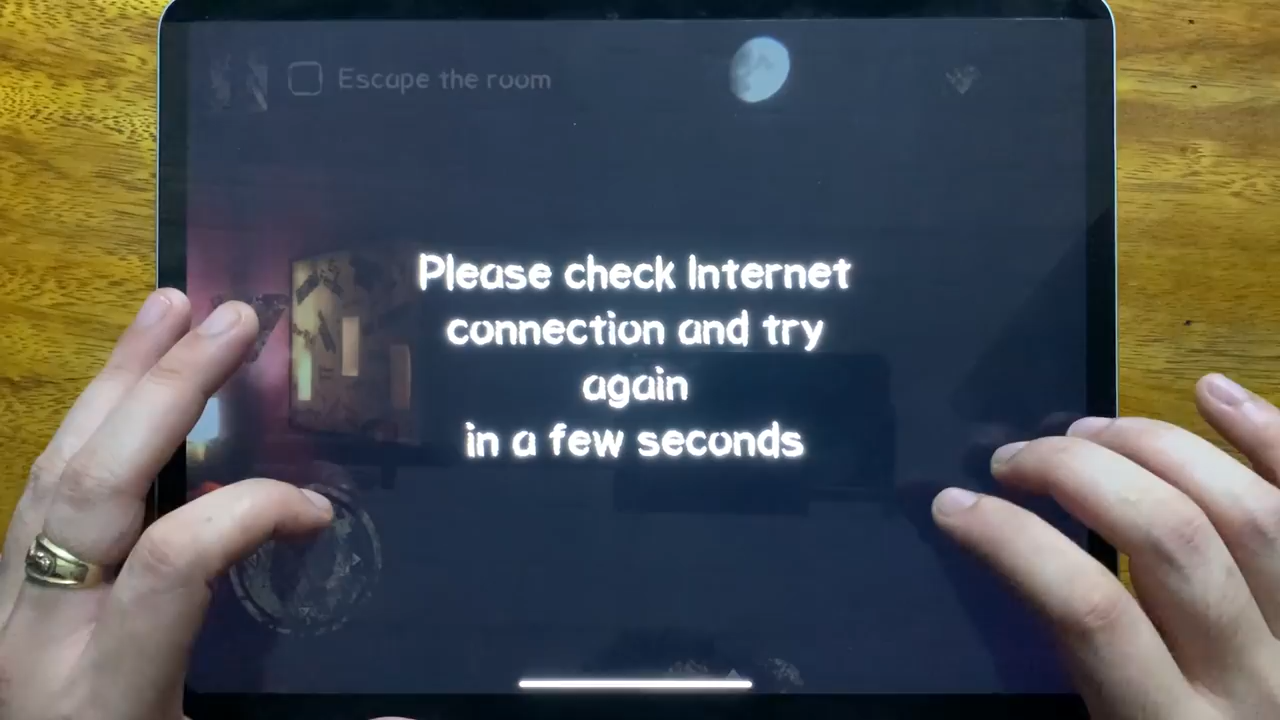 Escape the room
Please check Internet
connection and try
again
in a few seconds